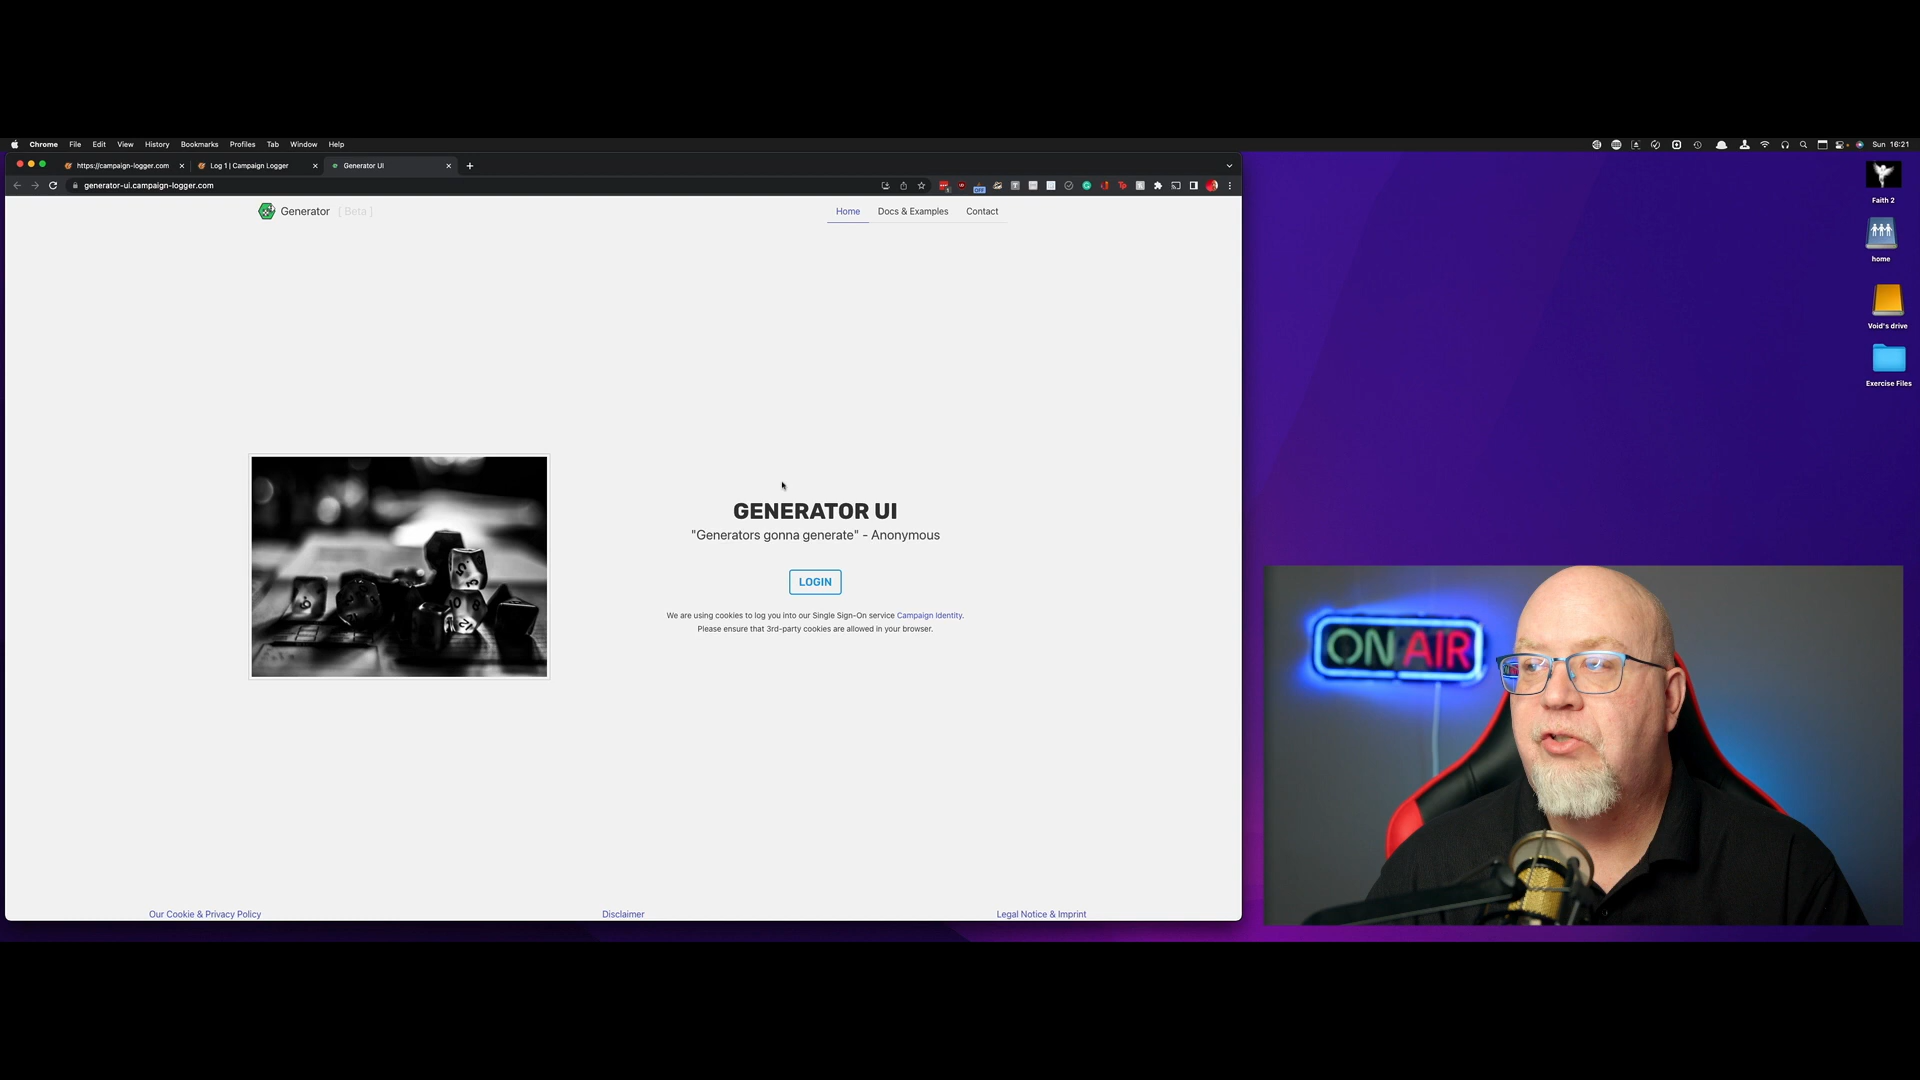 Chrome File Edit View History Bookmarks Profiles Tab Window Help
Sun 16:21
https://campaign-logger.com
Log 1 | Campaign Logger
Generator UI
generator-ui.campaign-logger.com
Generator [ Beta ]
Home Docs & Examples Contact
Faith 2
home
Void's drive
Exercise Files
GENERATOR UI
"Generators gonna generate" - Anonymous
LOGIN
We are using cookies to log you into our Single Sign-On service Campaign Identity.
Please ensure that 3rd-party cookies are allowed in your browser.
ON AIR
Our Cookie & Privacy Policy Disclaimer Legal Notice & Imprint